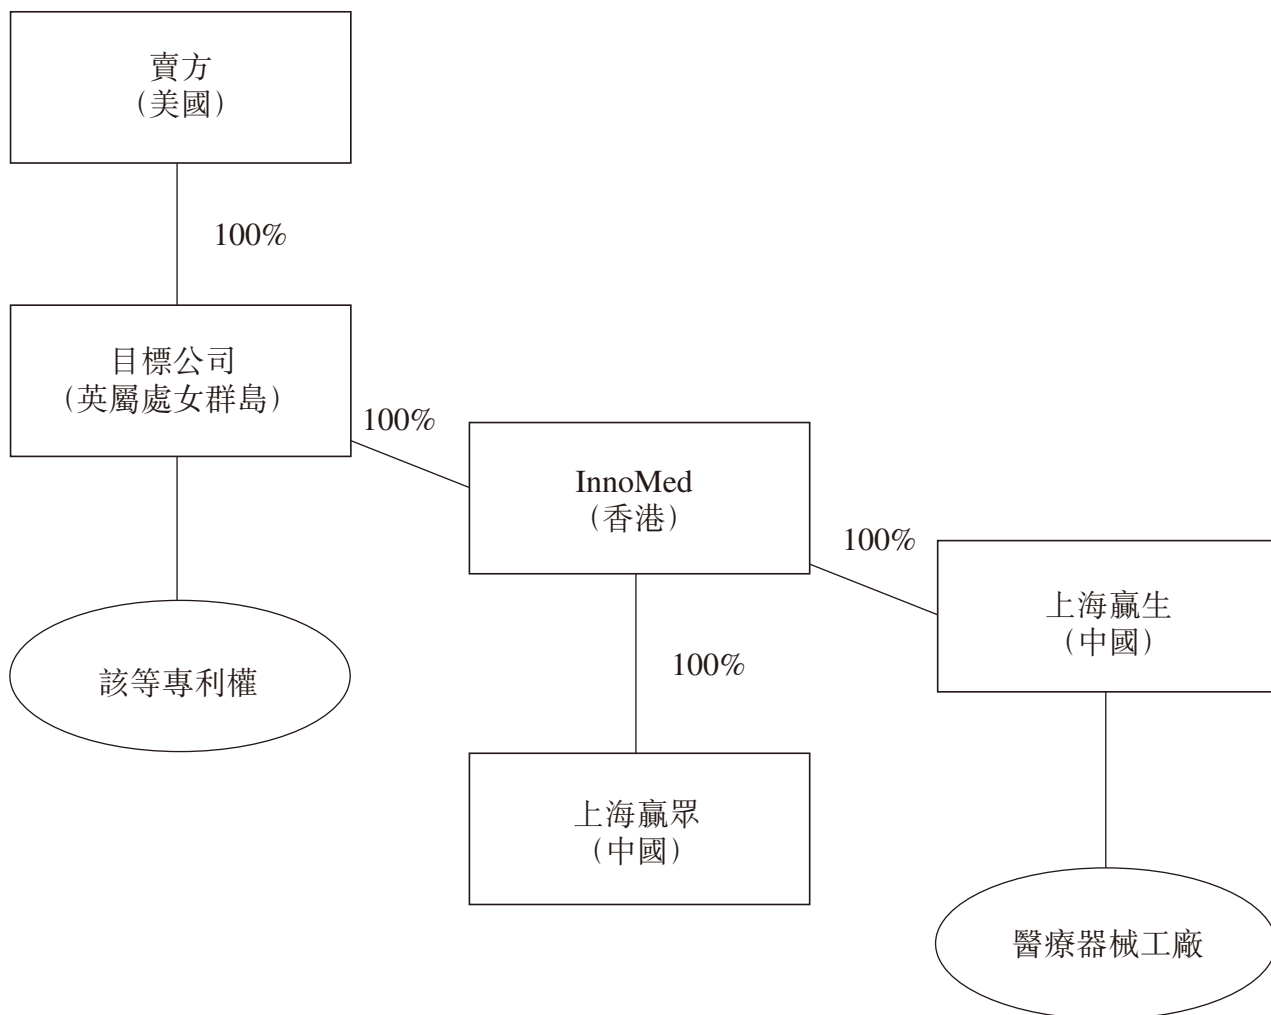 賣方
（美國）
100%
目標公司
（英屬處女群島）
100%
InnoMed
（香港）
100%
上海贏生
（中國）
該等專利權
100%
上海贏眾
（中國）
醫療器械工廠